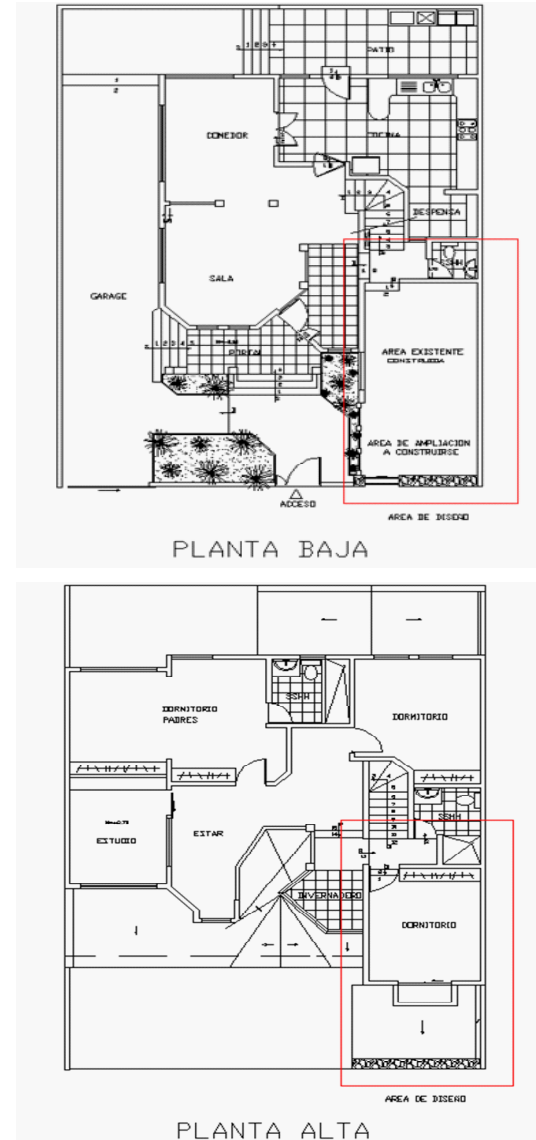 PATIO
COMEDOR
COCINA
DESPENSA
SSHH
SALA
GARAGE
PORTAL
AREA EXISTENTE
CONSTRUIDA
AREA DE AMPLIACION
A CONSTRUIRSE
ACCESO
AREA DE DISEÑO
PLANTA BAJA
DORMITORIO
PADRES
SSHH
DORMITORIO
ESTUDIO
ESTAR
SSHH
INVERNADERO
DORMITORIO
AREA DE DISEÑO
PLANTA ALTA